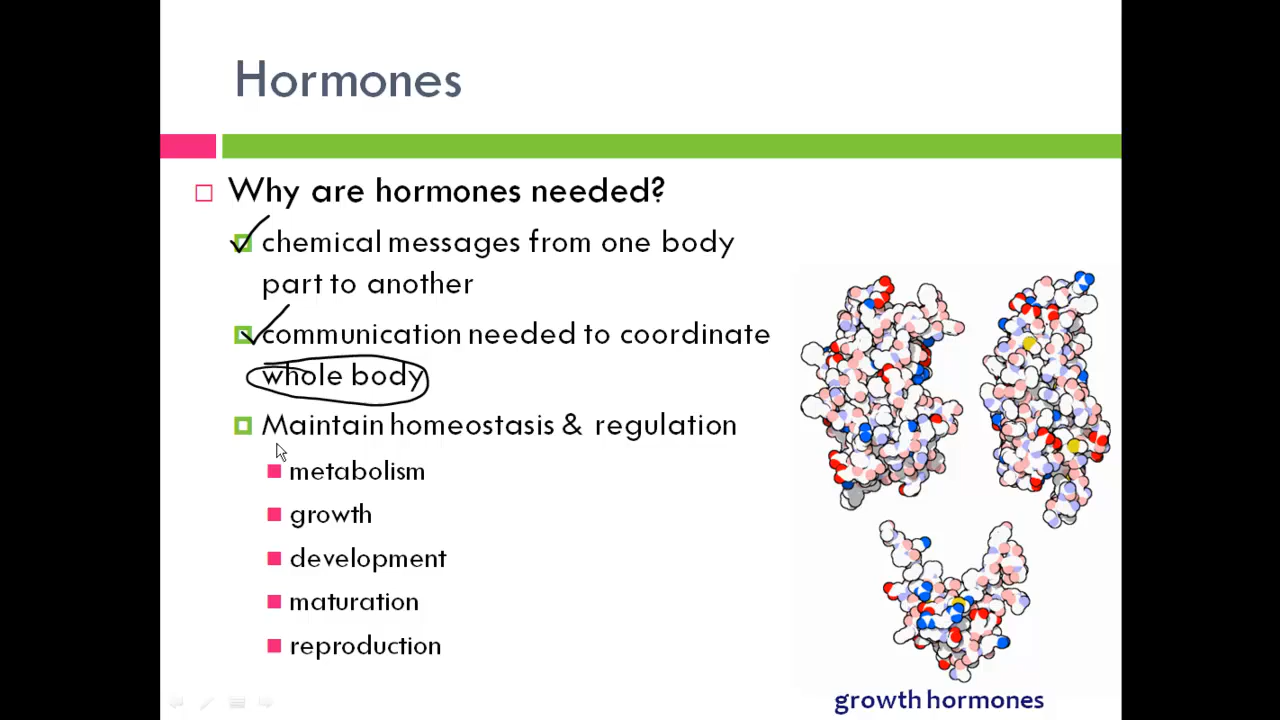 Hormones
Why are hormones needed?
chemical messages from one body
part to another
communication needed to coordinate
whole body
Maintain homeostasis & regulation
metabolism
growth
development
maturation
reproduction
growth hormones